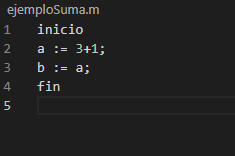 ejemploSuma.m
1 inicio
2 a := 3+1;
3 b := a;
4 fin
5